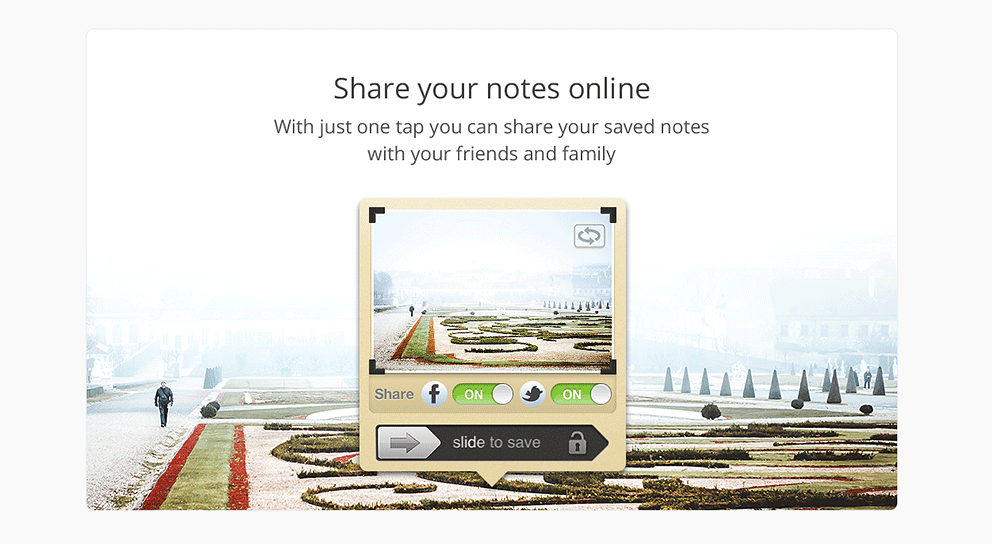 Share your notes online
With just one tap you can share your saved notes
with your friends and family
Share f ON ON
slide to save